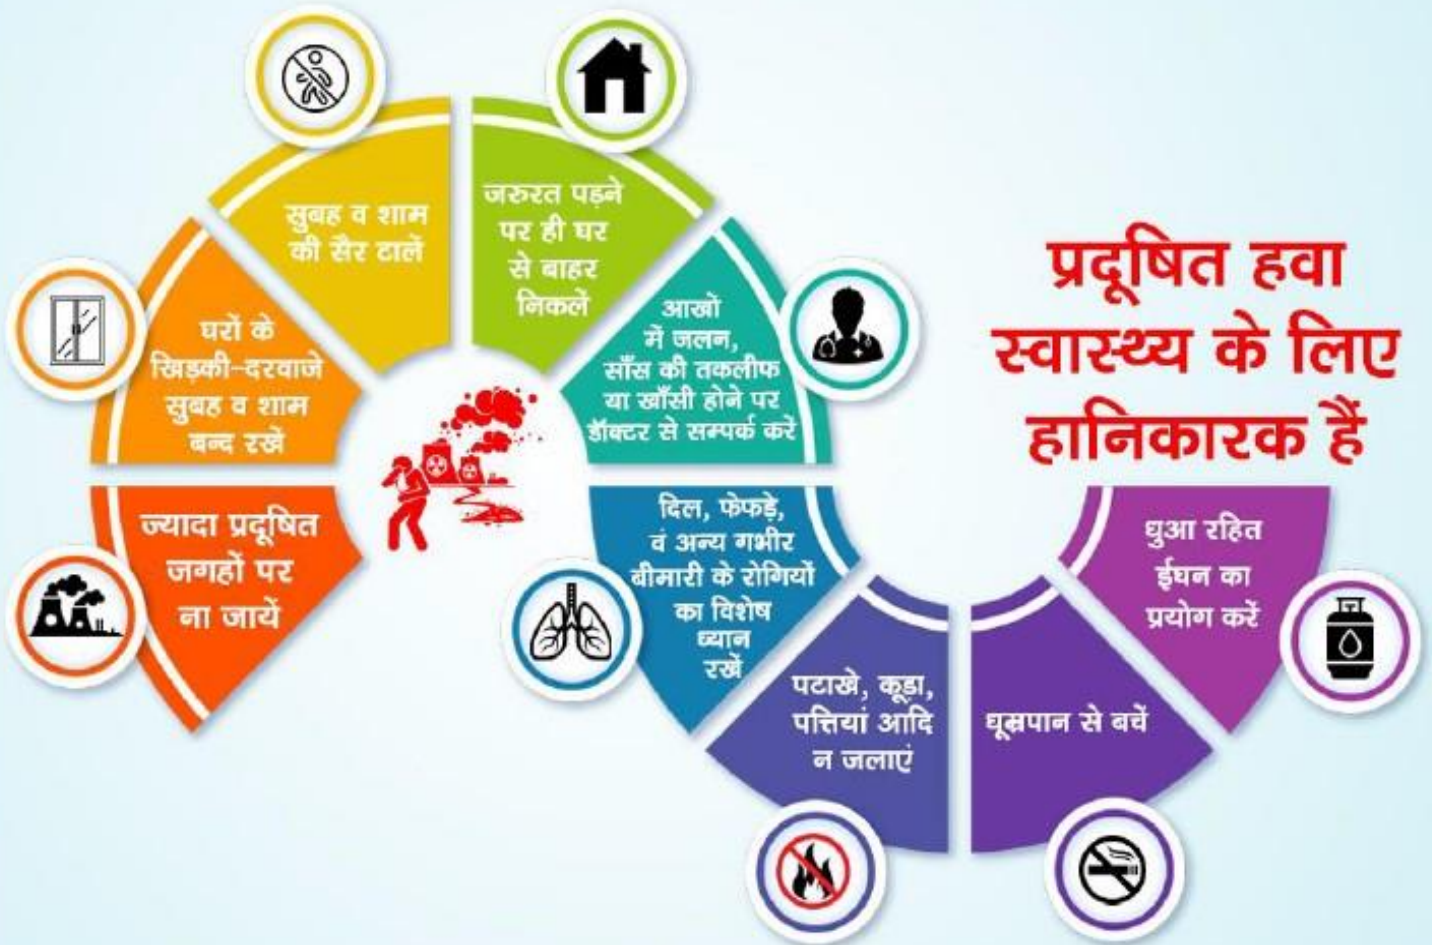 ज्यादा प्रदूषित
जगहों पर
ना जायें
घरों के
खिड़की-दरवाजे
सुबह व शाम
बन्द रखें
सुबह व शाम
की सैर टालें
जरुरत पड़ने
पर ही घर
से बाहर
निकलें
आखों
में जलन,
साँस की तकलीफ
या खाँसी होने पर
डॉक्टर से सम्पर्क करें
दिल, फेफड़े,
वं अन्य गभीर
बीमारी के रोगियों
का विशेष
ध्यान
रखें
पटाखे, कूड़ा,
पत्तियां आदि
न जलाएं
धूम्रपान से बचें
धुआ रहित
ईघन का
प्रयोग करें
प्रदूषित हवा
स्वास्थ्य के लिए
हानिकारक हैं